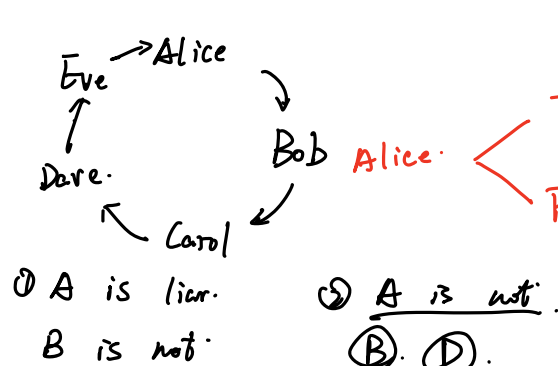 Alice
Eve
Bob
Alice.
Dave.
Carol
① A is liar.
B is not.
② A is not.
B. D.